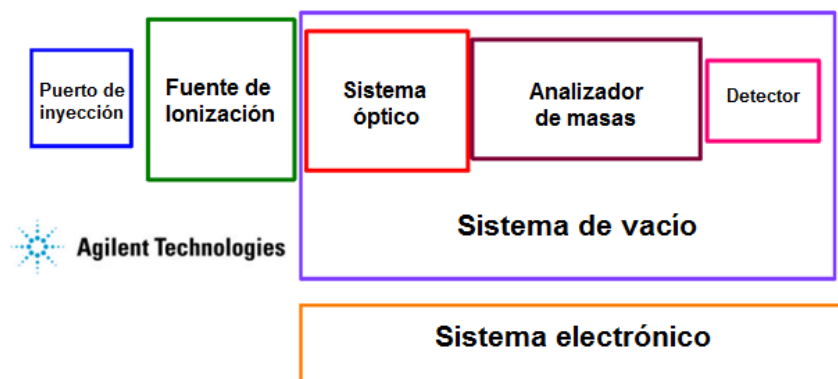 Puerto de
inyección
Fuente de
Ionización
Sistema
óptico
Analizador
de masas
Detector
Sistema de vacío
Agilent Technologies
Sistema electrónico